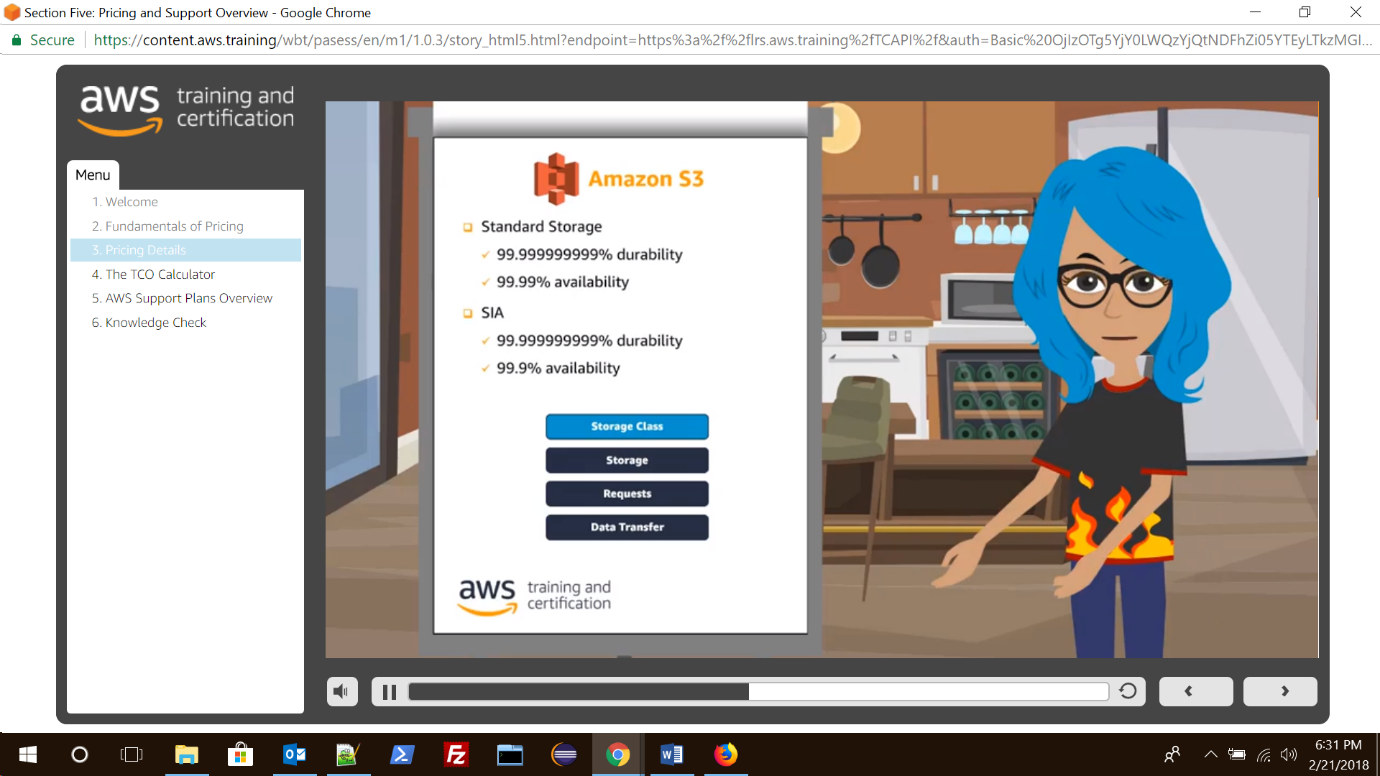 Section Five: Pricing and Support Overview - Google Chrome
Secure
https://content.aws.training/wbt/pasess/en/m1/1.0.3/story_html5.html?endpoint=https%3a%2f%2flrs.aws.training%2fTCAPI%2f&auth=Basic%20OjIzOTg5YjY0LWQzYjQtNDFhZi05YTEyLTkzMGI...
aws training and certification
Menu
1. Welcome
2. Fundamentals of Pricing
3. Pricing Details
4. The TCO Calculator
5. AWS Support Plans Overview
6. Knowledge Check
Amazon S3
Standard Storage
99.999999999% durability
99.99% availability
SIA
99.999999999% durability
99.9% availability
Storage Class
Storage
Requests
Data Transfer
aws training and certification
6:31 PM
2/21/2018